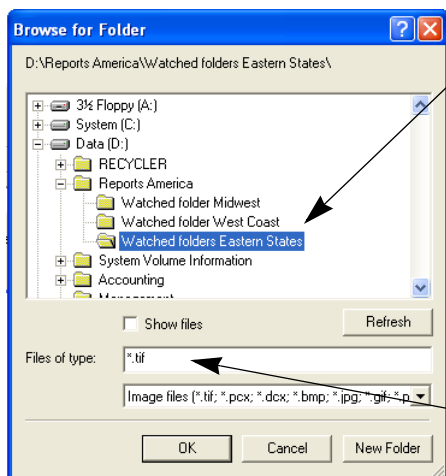 Browse for Folder
D:\Reports America\Watched folders Eastern States\
3½ Floppy (A:)
System (C:)
Data (D:)
RECYCLER
Reports America
Watched folder Midwest
Watched folder West Coast
Watched folders Eastern States
System Volume Information
Accounting
Management
Show files
Refresh
Files of type:
*.tif
Image files (*.tif; *.pcx; *.dcx; *.bmp; *.jpg; *.gif; *.p
OK
Cancel
New Folder